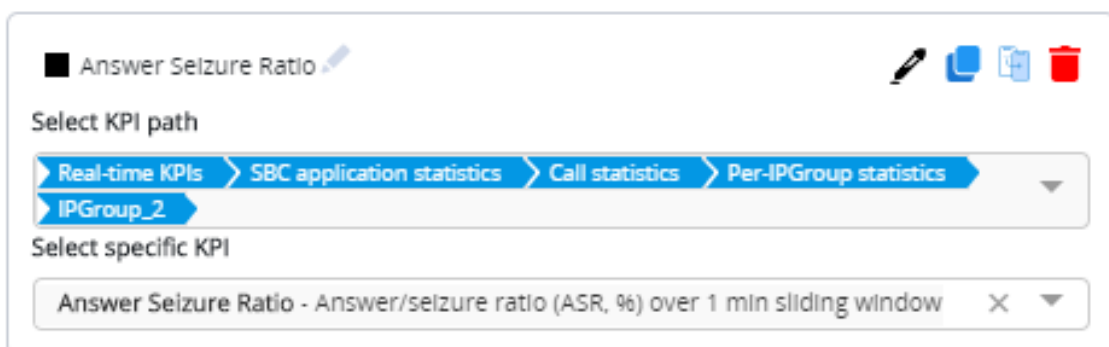 Answer Seizure Ratio
Select KPI path
Real-time KPIs SBC application statistics Call statistics Per-IPGroup statistics
IPGroup_2
Select specific KPI
Answer Seizure Ratio - Answer/seizure ratio (ASR, %) over 1 min sliding window